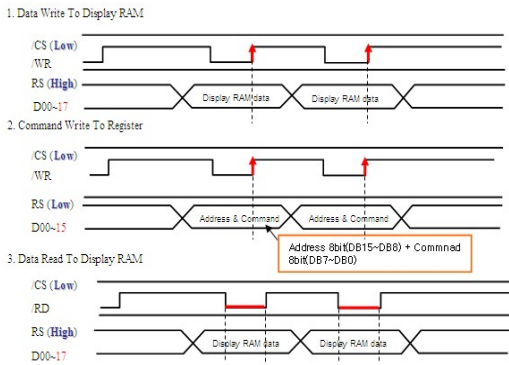 1. Data Write To Display RAM
/CS (Low)
/WR
RS (High)
D00~17
Display RAM data
Display RAM data
2. Command Write To Register
/CS (Low)
/WR
RS (Low)
D00~15
Address & Command
Address & Command
Address 8bit(DB15~DB8) + Commnad
8bit(DB7~DB0)
3. Data Read To Display RAM
/CS (Low)
/RD
RS (High)
D00~17
Display RAM data
Display RAM data